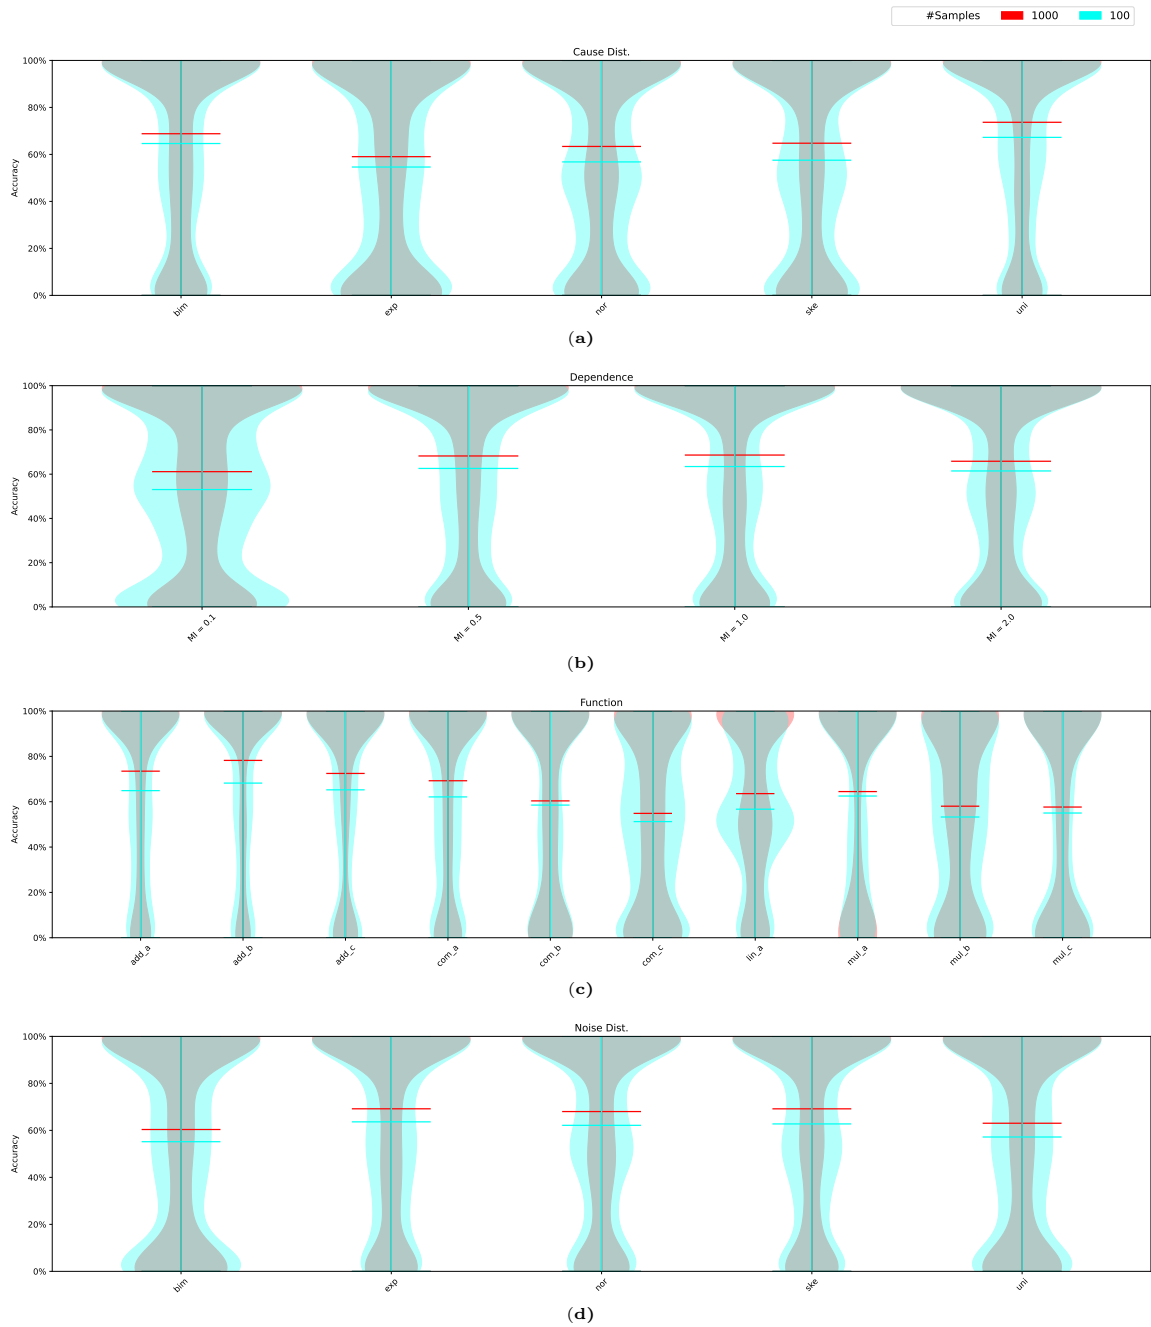 #Samples 1000 100
Cause Dist.
100%
80%
60%
40%
20%
0%
Accuracy
bim exp nor ske uni
(a)
Dependence
100%
80%
60%
40%
20%
0%
Accuracy
MI = 0.1 MI = 0.5 MI = 1.0 MI = 2.0
(b)
Function
100%
80%
60%
40%
20%
0%
Accuracy
add_a add_b add_c com_a com_b com_c lin_a mul_a mul_b mul_c
(c)
Noise Dist.
100%
80%
60%
40%
20%
0%
Accuracy
bim exp nor ske uni
(d)